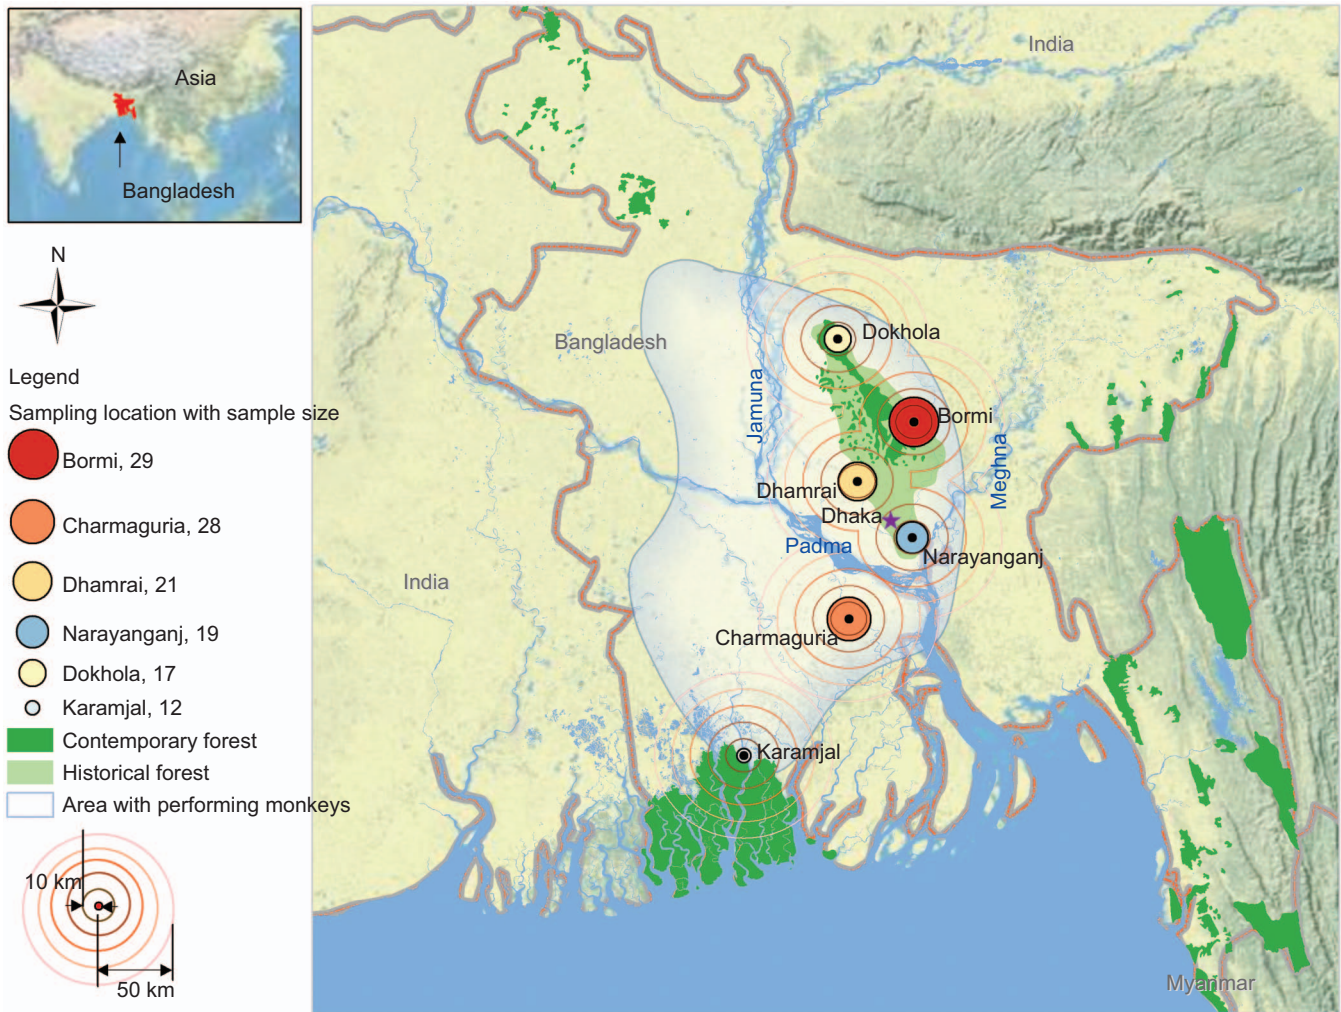 Asia
Bangladesh
N
Legend
Sampling location with sample size
Bormi, 29
Charmaguria, 28
Dhamrai, 21
Narayanganj, 19
Dokhola, 17
Karamjal, 12
Contemporary forest
Historical forest
Area with performing monkeys
10 km
50 km
India
Bangladesh
Dokhola
Jamuna
Bormi
Meghna
Dhamrai
Dhaka
Padma
Narayanganj
India
Charmaguria
Karamjal
Myanmar